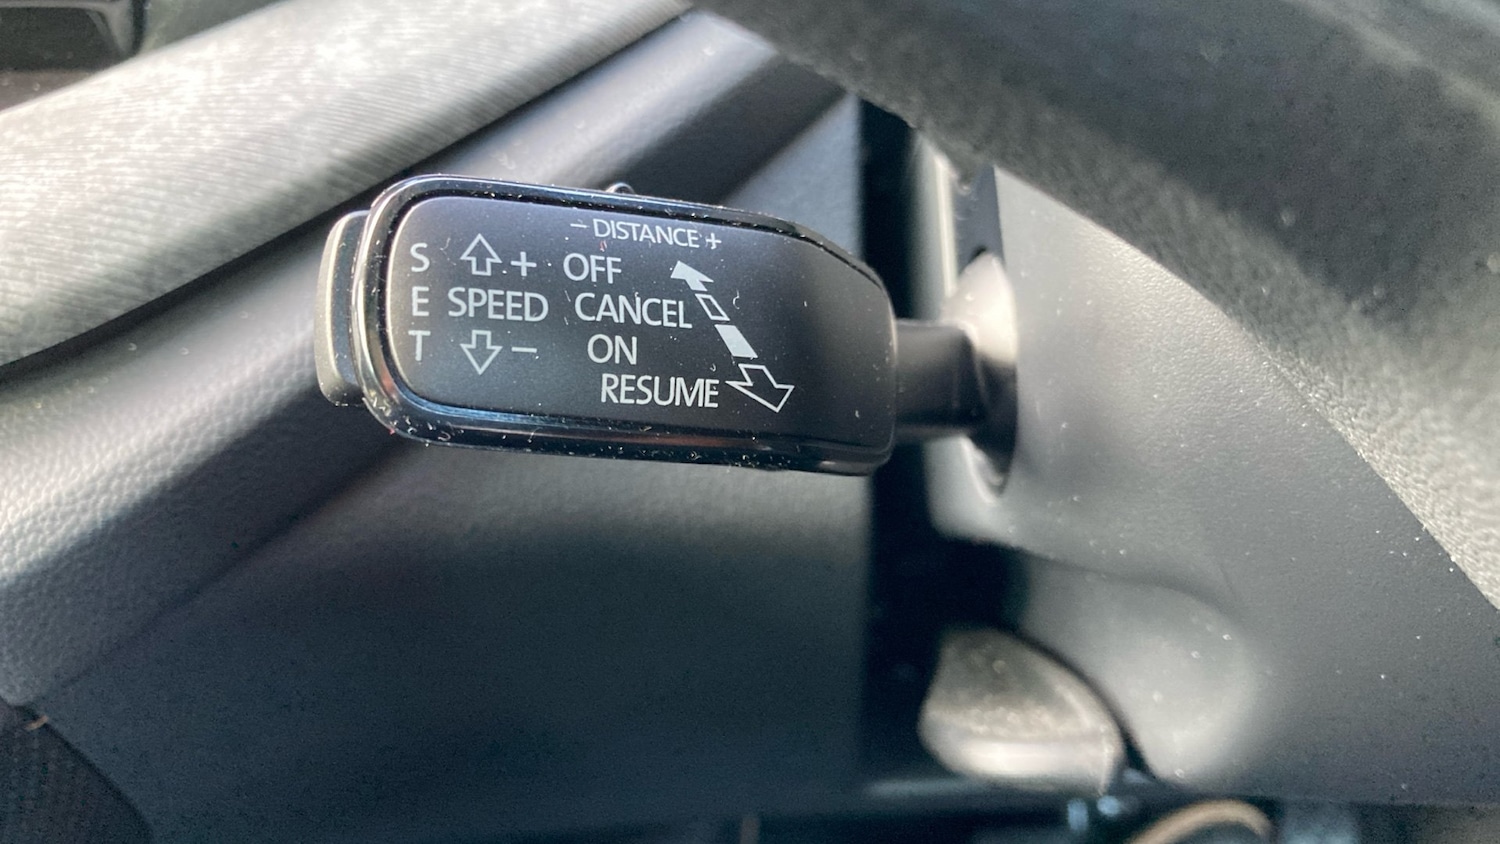 - DISTANCE +
S + OFF
E SPEED CANCEL
T - ON
RESUME